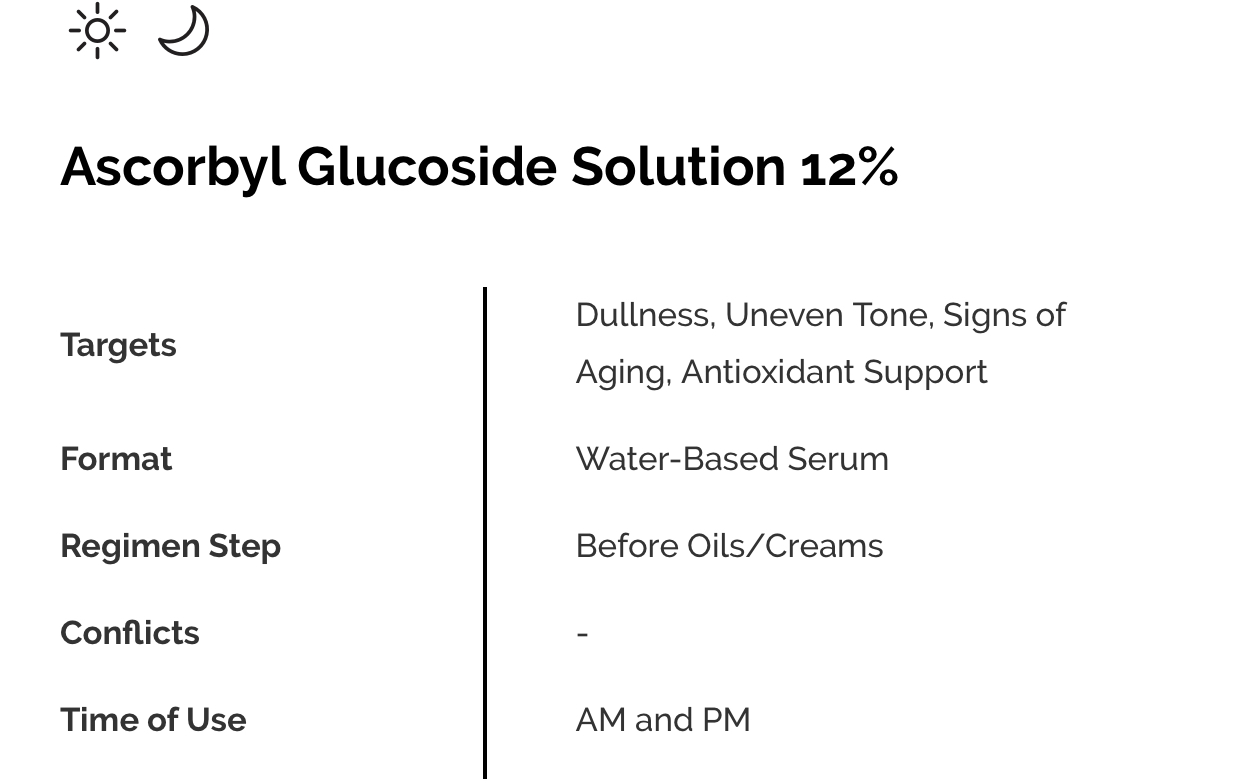 Ascorbyl Glucoside Solution 12%
Targets
Dullness, Uneven Tone, Signs of
Aging, Antioxidant Support
Format
Water-Based Serum
Regimen Step
Before Oils/Creams
Conflicts
-
Time of Use
AM and PM